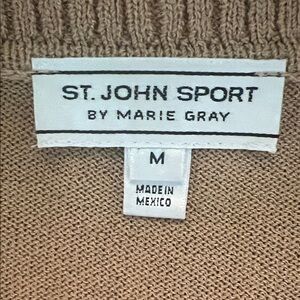 ST. JOHN SPORT
BY MARIE GRAY
M
MADE IN
MEXICO